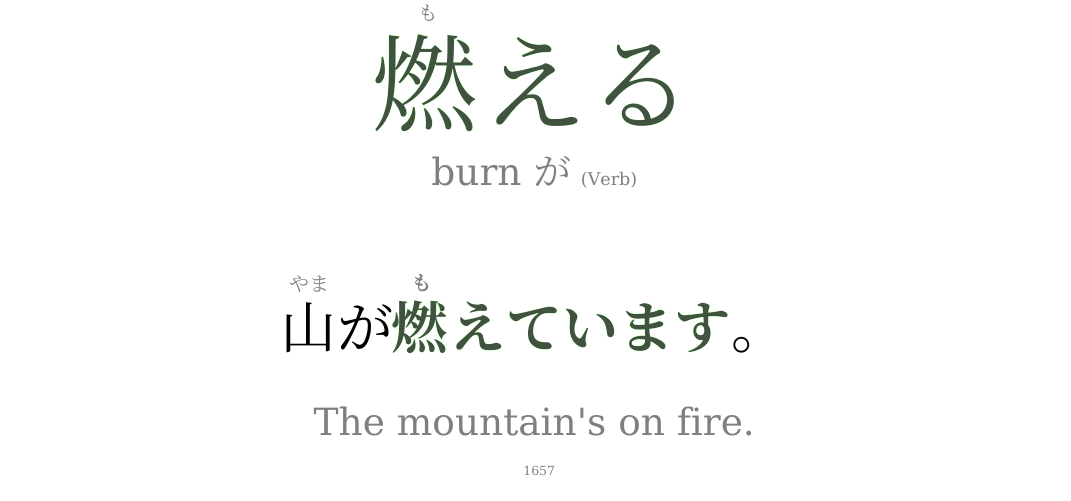 も
燃える
burn が (Verb)
やま も
山が燃えています。
The mountain's on fire.
1657